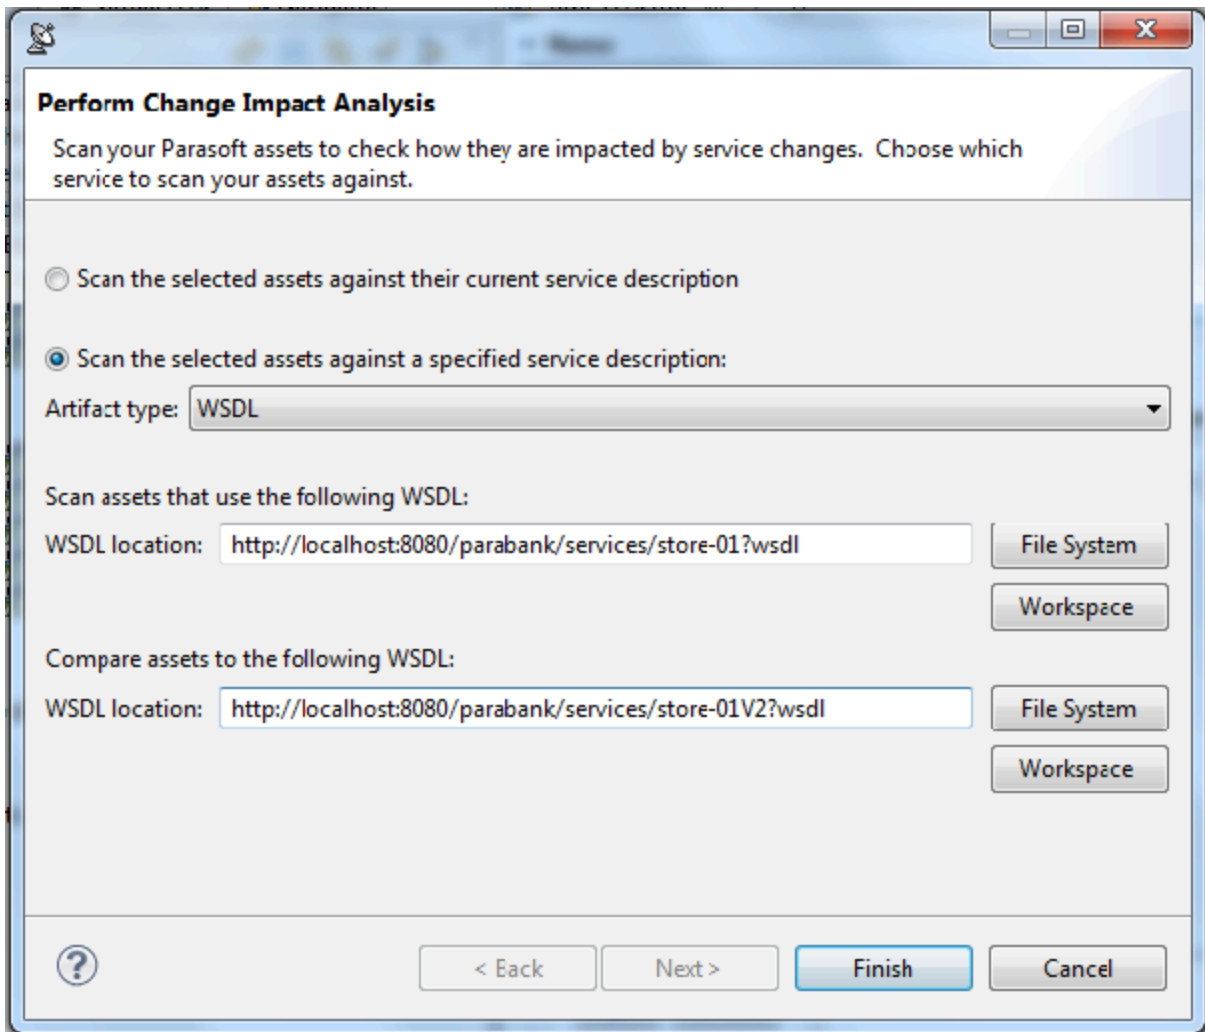 Name
Perform Change Impact Analysis
Scan your Parasoft assets to check how they are impacted by service changes.  Choose which
service to scan your assets against.
Scan the selected assets against their current service description
Scan the selected assets against a specified service description:
Artifact type: WSDL
Scan assets that use the following WSDL:
WSDL location: http://localhost:8080/parabank/services/store-01?wsdl File System
Workspace
Compare assets to the following WSDL:
WSDL location: http://localhost:8080/parabank/services/store-01V2?wsdl File System
Workspace
? < Back Next > Finish Cancel